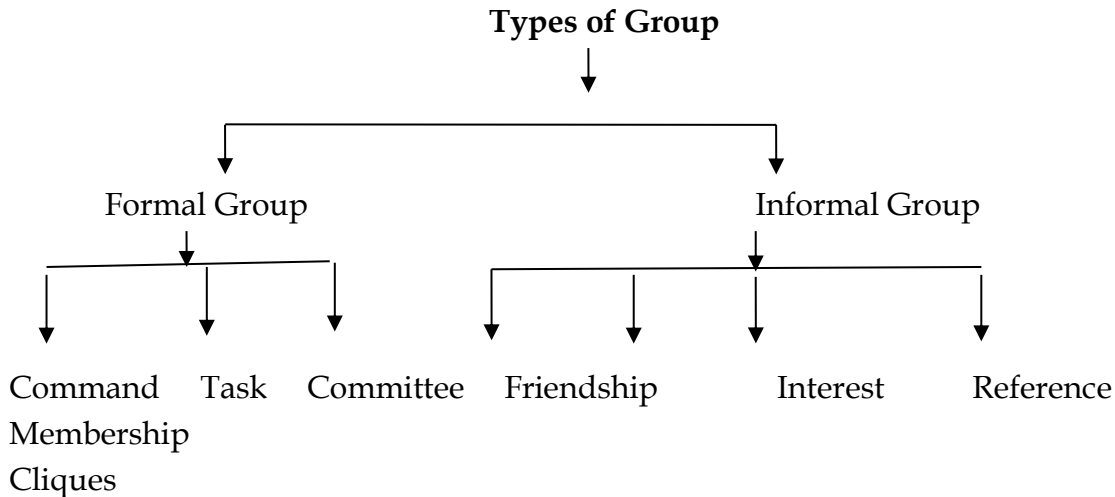 Types of Group
Formal Group Informal Group
Command Task Committee Friendship Interest Reference
Membership
Cliques